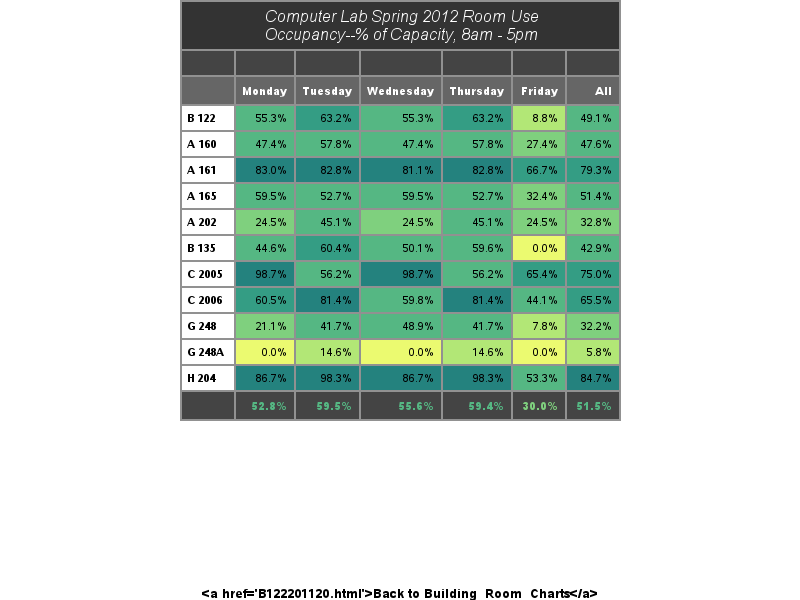 Computer Lab Spring 2012 Room Use
Occupancy--% of Capacity, 8am - 5pm
Monday Tuesday Wednesday Thursday Friday All
B 122 55.3% 63.2% 55.3% 63.2% 8.8% 49.1%
A 160 47.4% 57.8% 47.4% 57.8% 27.4% 47.6%
A 161 83.0% 82.8% 81.1% 82.8% 66.7% 79.3%
A 165 59.5% 52.7% 59.5% 52.7% 32.4% 51.4%
A 202 24.5% 45.1% 24.5% 45.1% 24.5% 32.8%
B 135 44.6% 60.4% 50.1% 59.6% 0.0% 42.9%
C 2005 98.7% 56.2% 98.7% 56.2% 65.4% 75.0%
C 2006 60.5% 81.4% 59.8% 81.4% 44.1% 65.5%
G 248 21.1% 41.7% 48.9% 41.7% 7.8% 32.2%
G 248A 0.0% 14.6% 0.0% 14.6% 0.0% 5.8%
H 204 86.7% 98.3% 86.7% 98.3% 53.3% 84.7%
52.8% 59.5% 55.6% 59.4% 30.0% 51.5%
<a href='B122201120.html'>Back to Building_Room_Charts</a>